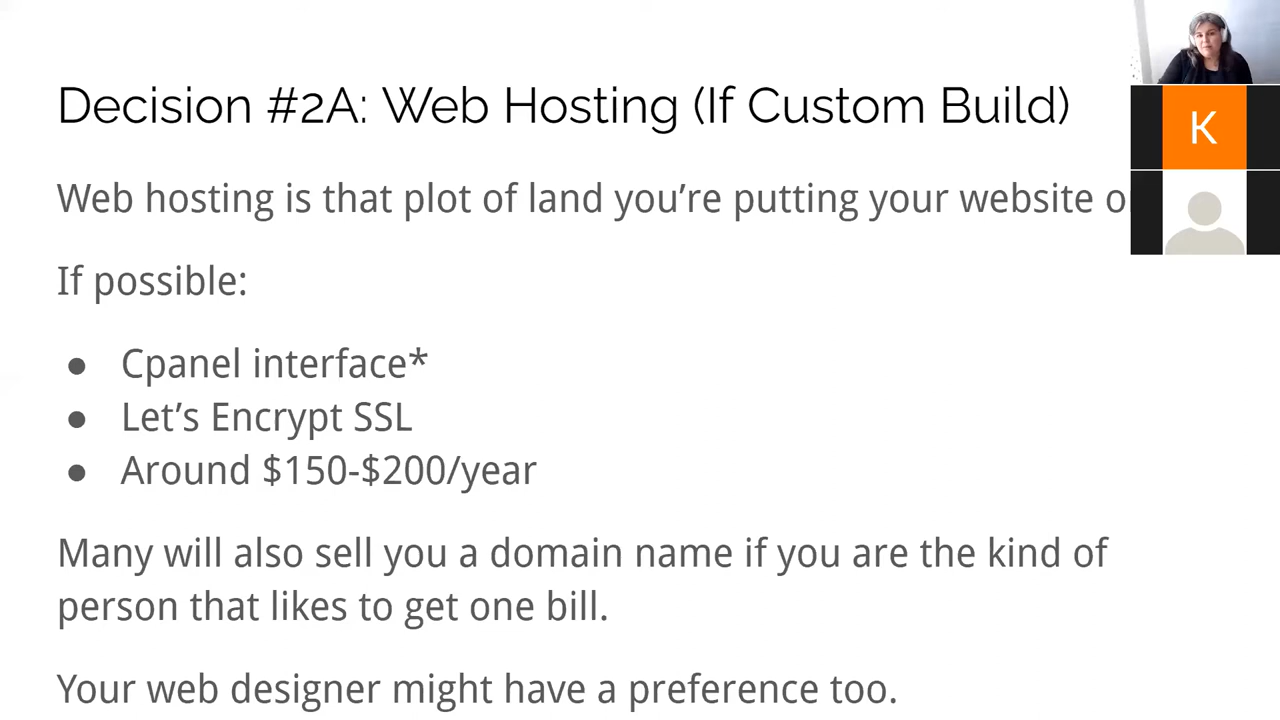 Decision #2A: Web Hosting (If Custom Build)
K
Web hosting is that plot of land you’re putting your website
If possible:
● Cpanel interface*
● Let’s Encrypt SSL
● Around $150-$200/year
Many will also sell you a domain name if you are the kind of
person that likes to get one bill.
Your web designer might have a preference too.